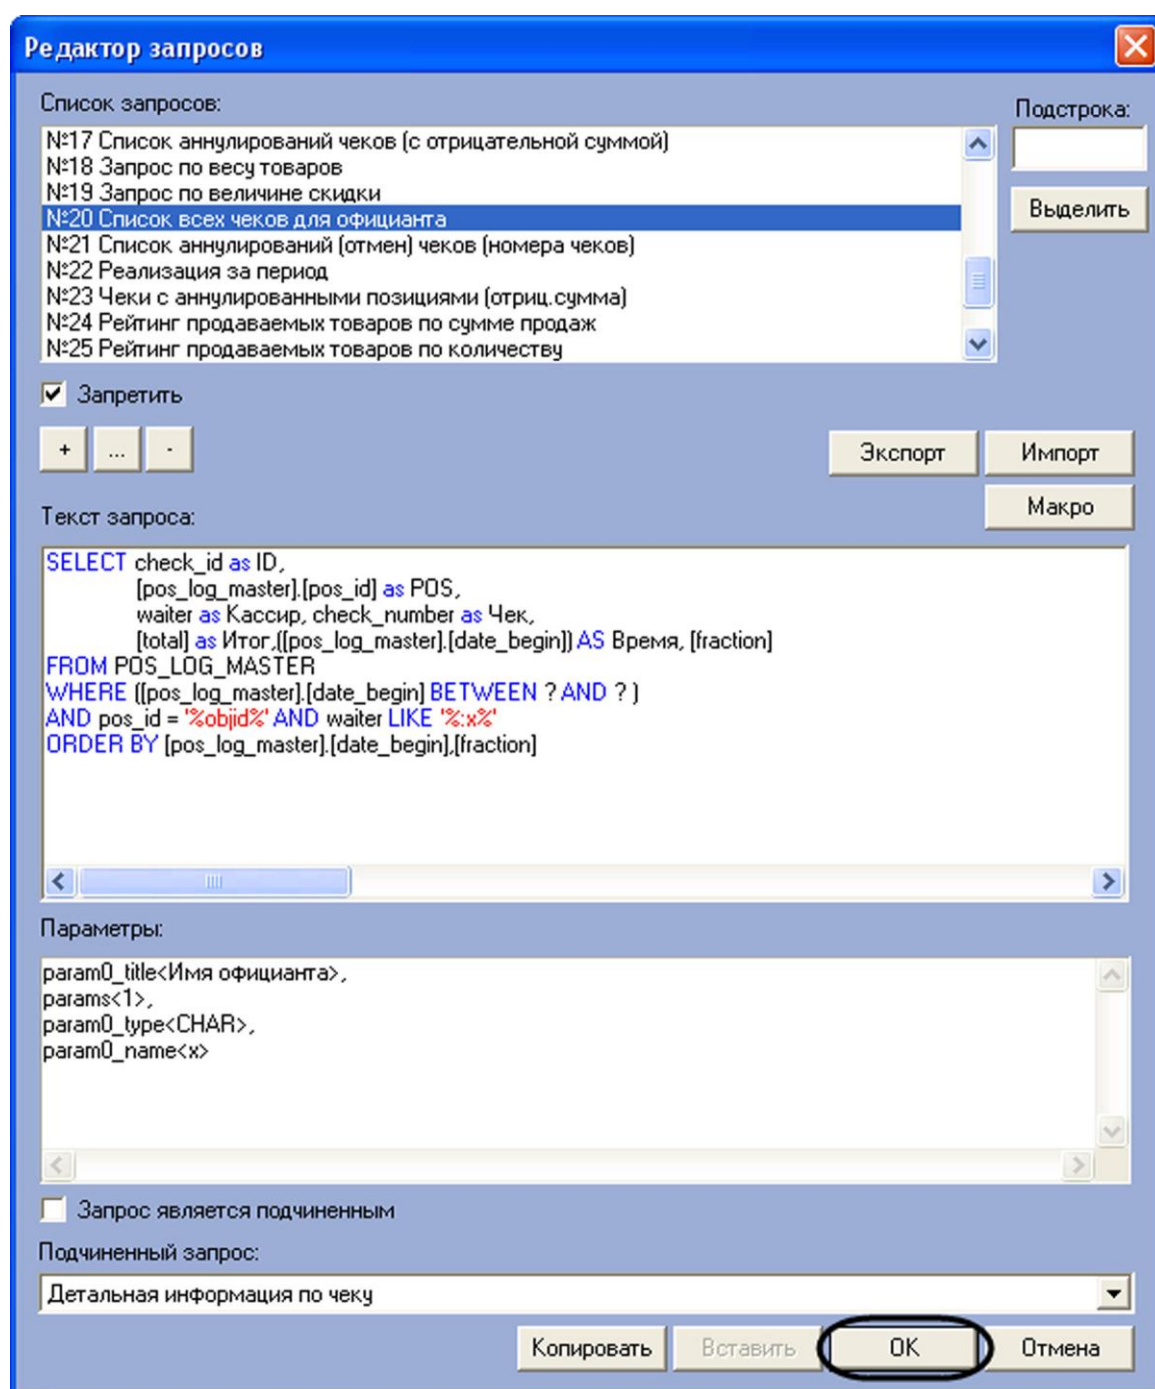 Редактор запросов
Список запросов:
Подстрока:
№17 Список аннулирований чеков (с отрицательной суммой)
№18 Запрос по весу товаров
№19 Запрос по величине скидки
№20 Список всех чеков для официанта
Выделить
№21 Список аннулирований (отмен) чеков (номера чеков)
№22 Реализация за период
№23 Чеки с аннулированными позициями (отриц.сумма)
№24 Рейтинг продаваемых товаров по сумме продаж
№25 Рейтинг продаваемых товаров по количеству
Запретить
+ ... -
Экспорт Импорт
Макро
Текст запроса:
SELECT check_id as ID,
[pos_log_master].[pos_id] as POS,
waiter as Кассир, check_number as Чек,
[total] as Итог,([pos_log_master].[date_begin]) AS Время, [fraction]
FROM POS_LOG_MASTER
WHERE ([pos_log_master].[date_begin] BETWEEN ? AND ? )
AND pos_id = '%objid%' AND waiter LIKE '%:x%'
ORDER BY [pos_log_master].[date_begin],[fraction]
Параметры:
param0_title<Имя официанта>,
params<1>,
param0_type<CHAR>,
param0_name<x>
Запрос является подчиненным
Подчиненный запрос:
Детальная информация по чеку
Копировать Вставить OK Отмена